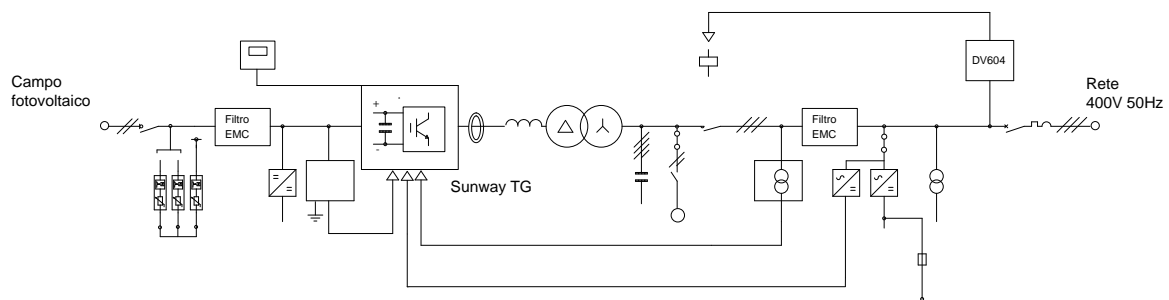 Campo
fotovoltaico
Filtro
EMC
+
-
Sunway TG
Filtro
EMC
DV604
Rete
400V 50Hz